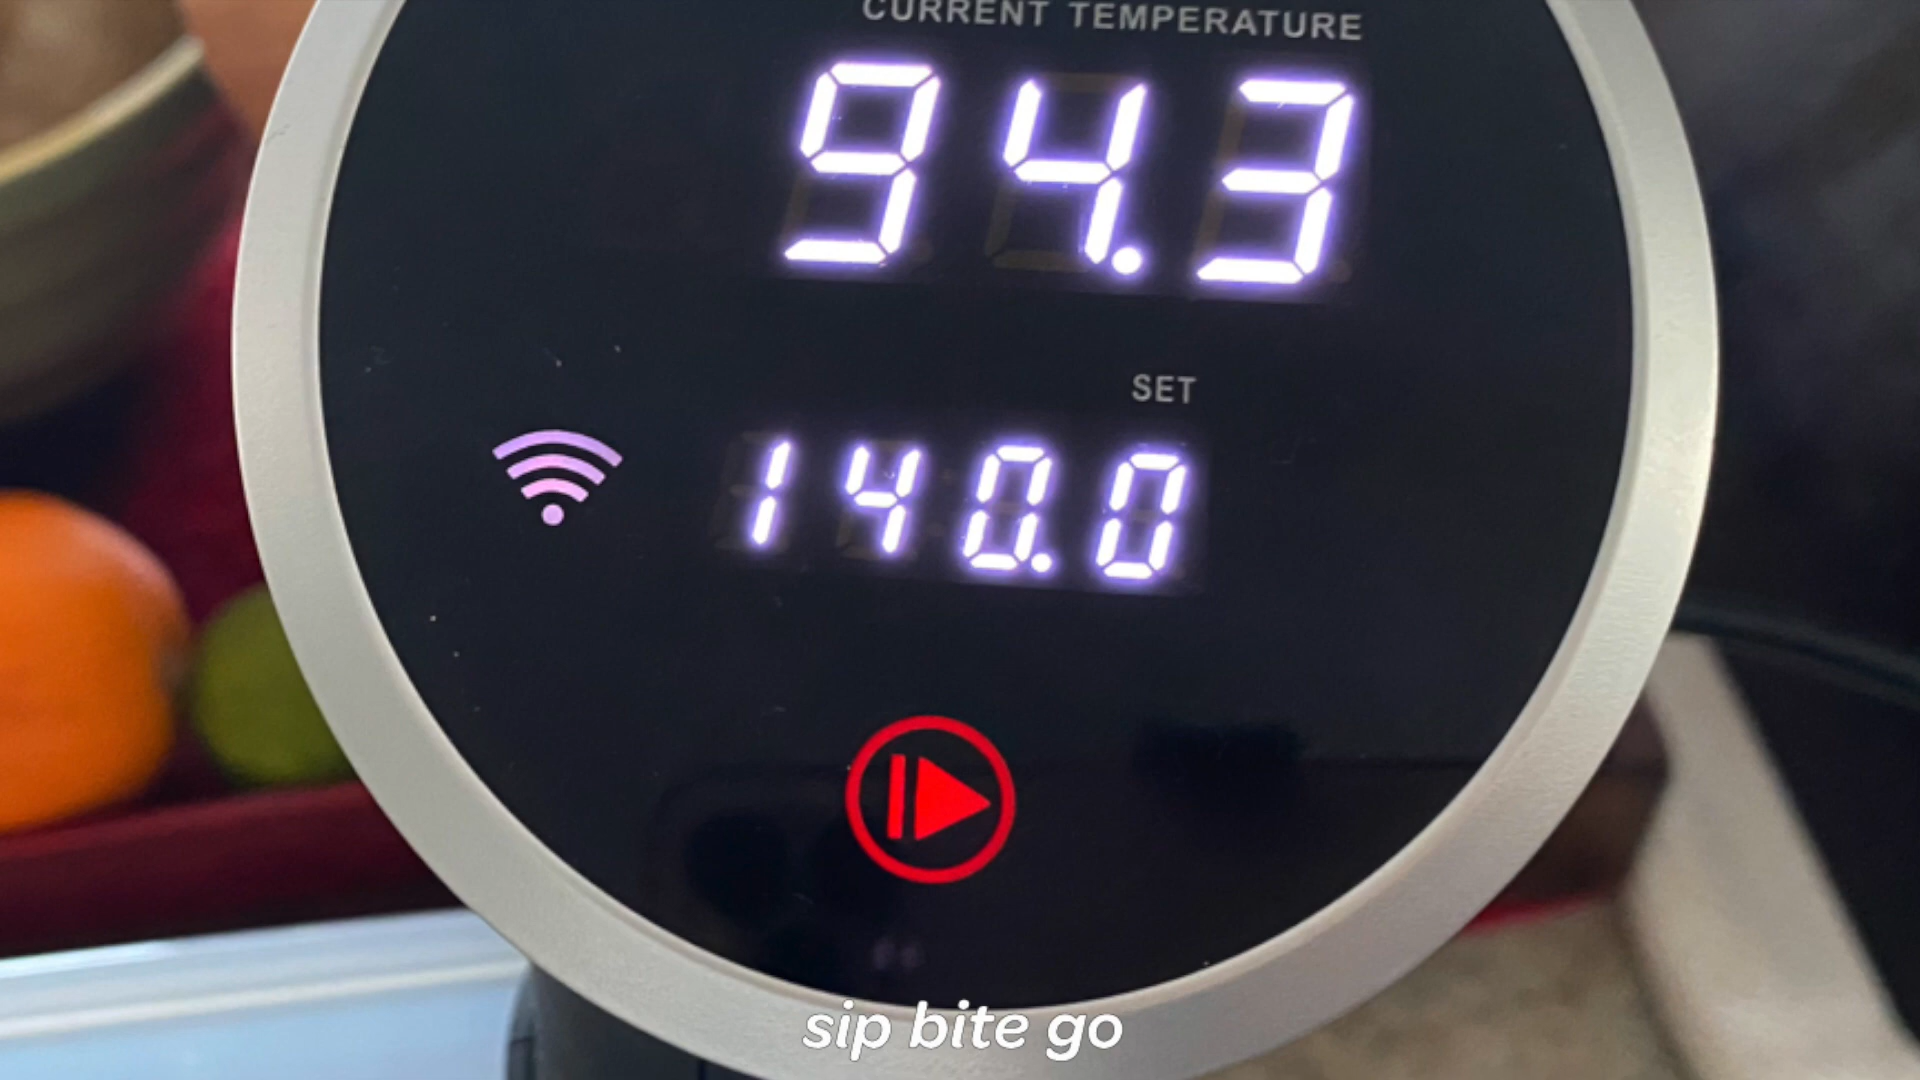 CURRENT TEMPERATURE
94.3
SET
140.0
sip bite go